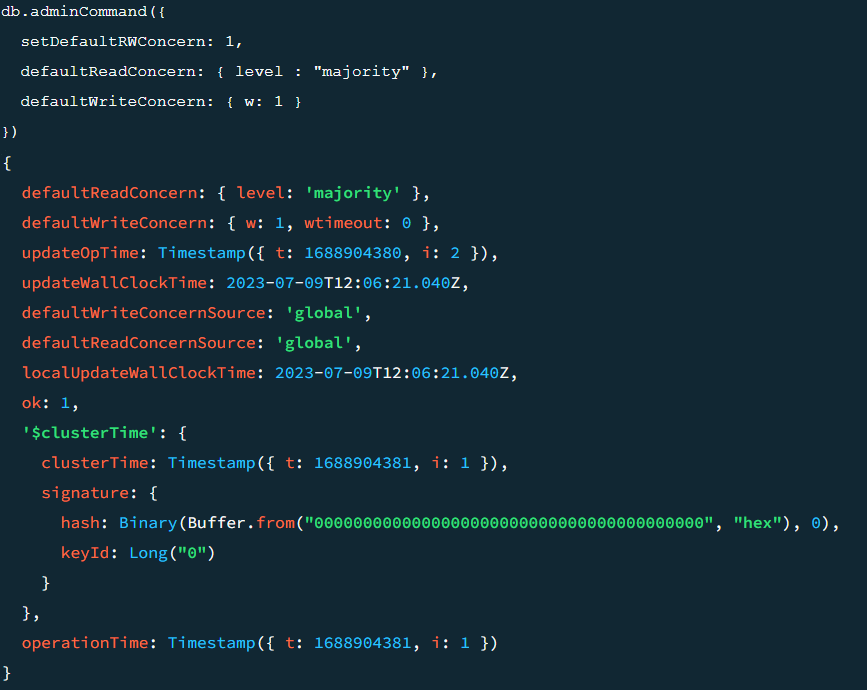 db.adminCommand({
  setDefaultRWConcern: 1,
  defaultReadConcern: { level : "majority" },
  defaultWriteConcern: { w: 1 }
})
{
  defaultReadConcern: { level: 'majority' },
  defaultWriteConcern: { w: 1, wtimeout: 0 },
  updateOpTime: Timestamp({ t: 1688904380, i: 2 }),
  updateWallClockTime: 2023-07-09T12:06:21.040Z,
  defaultWriteConcernSource: 'global',
  defaultReadConcernSource: 'global',
  localUpdateWallClockTime: 2023-07-09T12:06:21.040Z,
  ok: 1,
  '$clusterTime': {
    clusterTime: Timestamp({ t: 1688904381, i: 1 }),
    signature: {
      hash: Binary(Buffer.from("0000000000000000000000000000000000000000", "hex"), 0),
      keyId: Long("0")
    }
  },
  operationTime: Timestamp({ t: 1688904381, i: 1 })
}